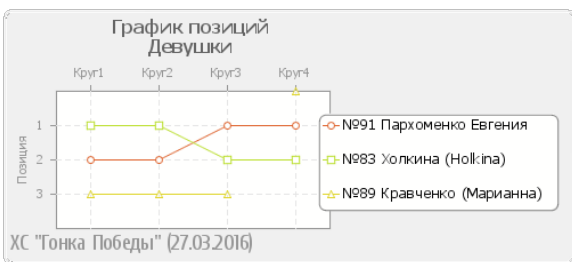 График позиций
Девушки
Круг1 Круг2 Круг3 Круг4
Позиция
1
2
3
№91 Пархоменко Евгения
№83 Холкина (Holkina)
№89 Кравченко (Марианна)
ХС "Гонка Победы" (27.03.2016)